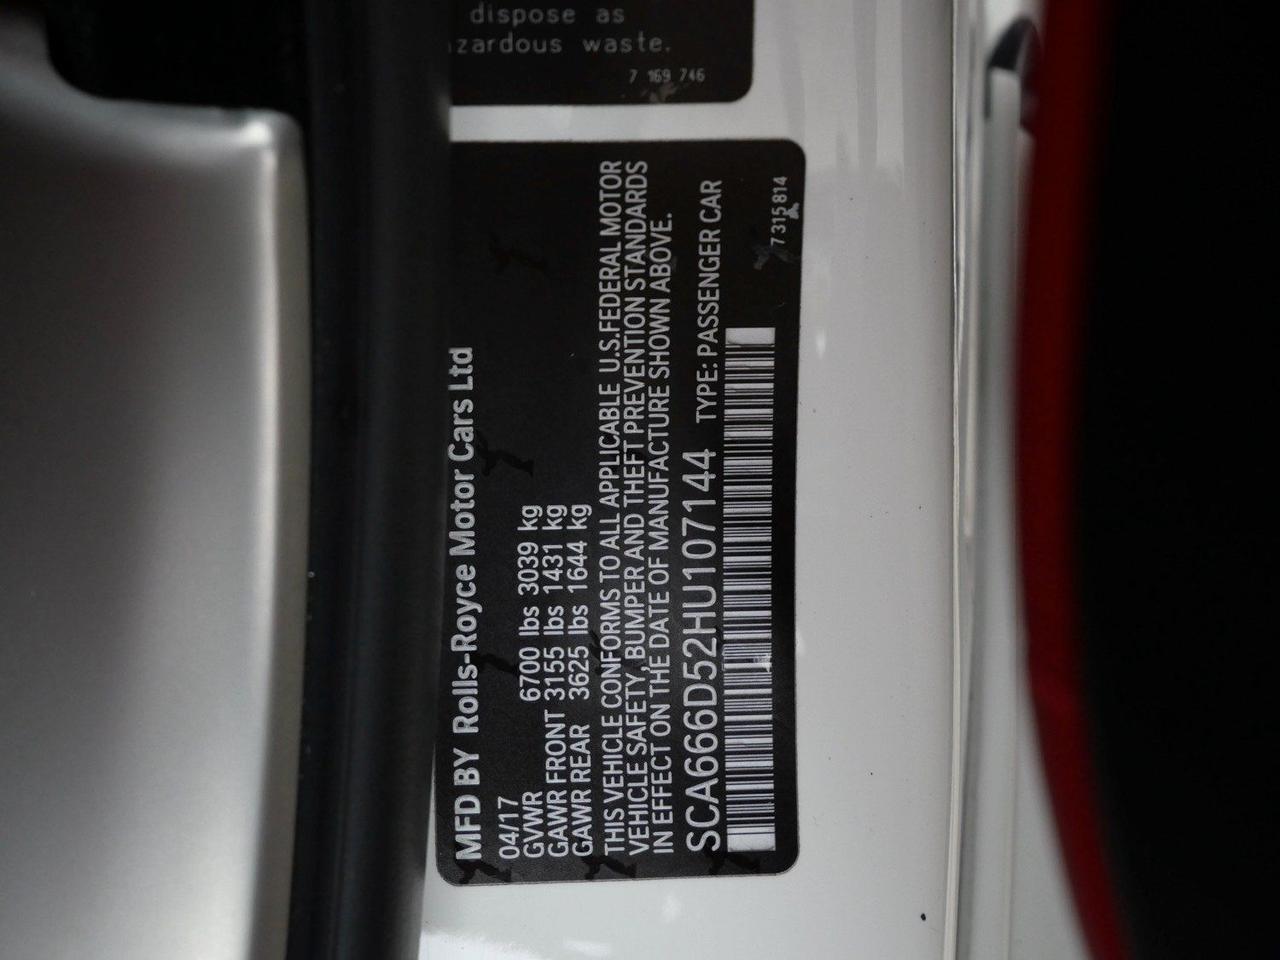 dispose as
zardous waste.
7 169 746
MFD BY Rolls-Royce Motor Cars Ltd
04/17
GVWR 6700 lbs 3039 kg
GAWR FRONT 3155 lbs 1431 kg
GAWR REAR 3625 lbs 1644 kg
THIS VEHICLE CONFORMS TO ALL APPLICABLE U.S.FEDERAL MOTOR
VEHICLE SAFETY, BUMPER AND THEFT PREVENTION STANDARDS
IN EFFECT ON THE DATE OF MANUFACTURE SHOWN ABOVE.
SCA666D52HU107144 TYPE: PASSENGER CAR
7 315 814